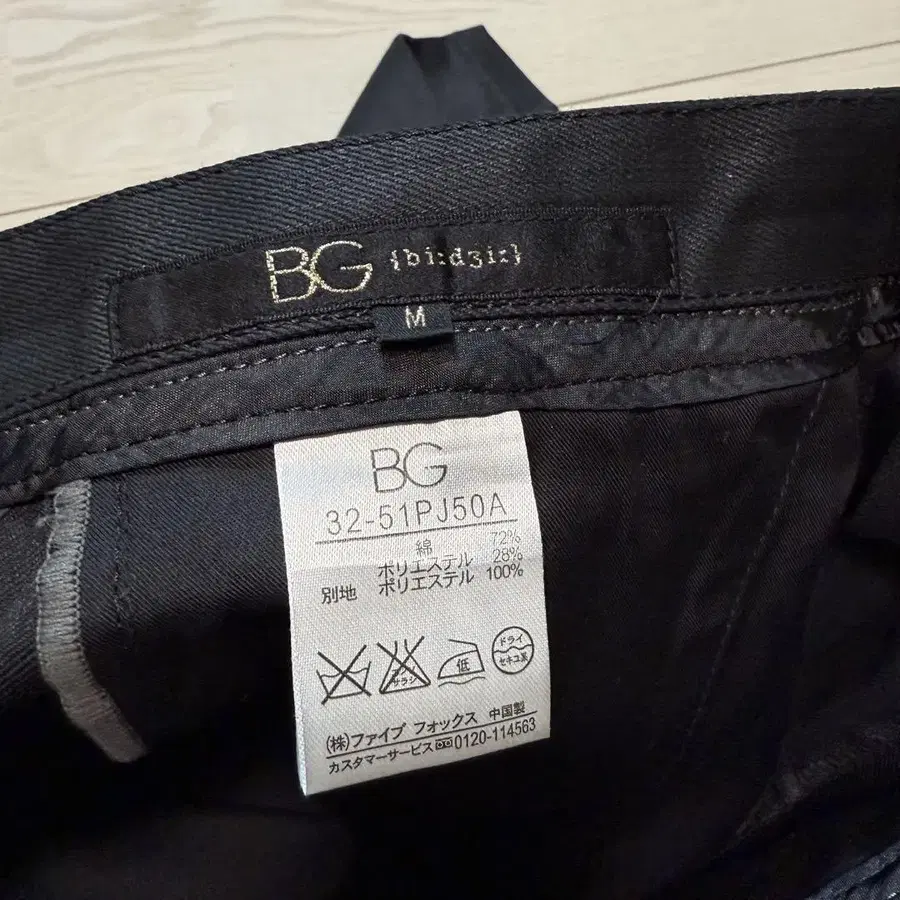 BG {bi:dʒi:}
M
BG
32-51PJ50A
綿 72%
ポリエステル 28%
別地 ポリエステル 100%
サラシ
低
ドライ
セキユ系
(株)ファイブ フォックス 中国製
カスタマーサービス 0120-114563